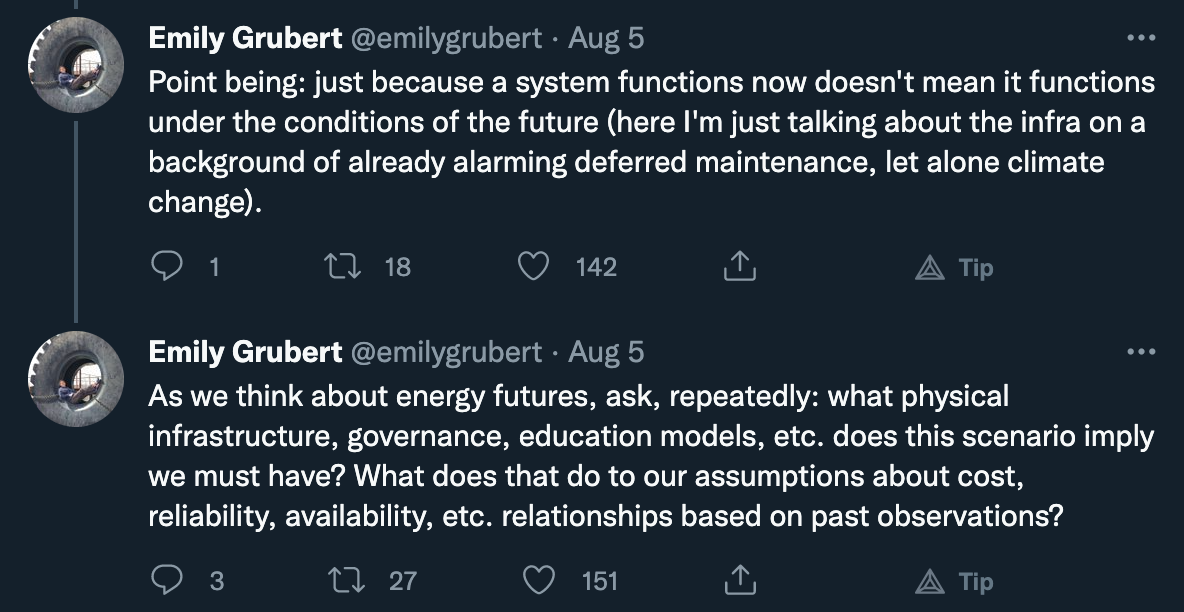 Emily Grubert @emilygrubert · Aug 5
Point being: just because a system functions now doesn't mean it functions
under the conditions of the future (here I'm just talking about the infra on a
background of already alarming deferred maintenance, let alone climate
change).
1 18 142 Tip
Emily Grubert @emilygrubert · Aug 5
As we think about energy futures, ask, repeatedly: what physical
infrastructure, governance, education models, etc. does this scenario imply
we must have? What does that do to our assumptions about cost,
reliability, availability, etc. relationships based on past observations?
3 27 151 Tip